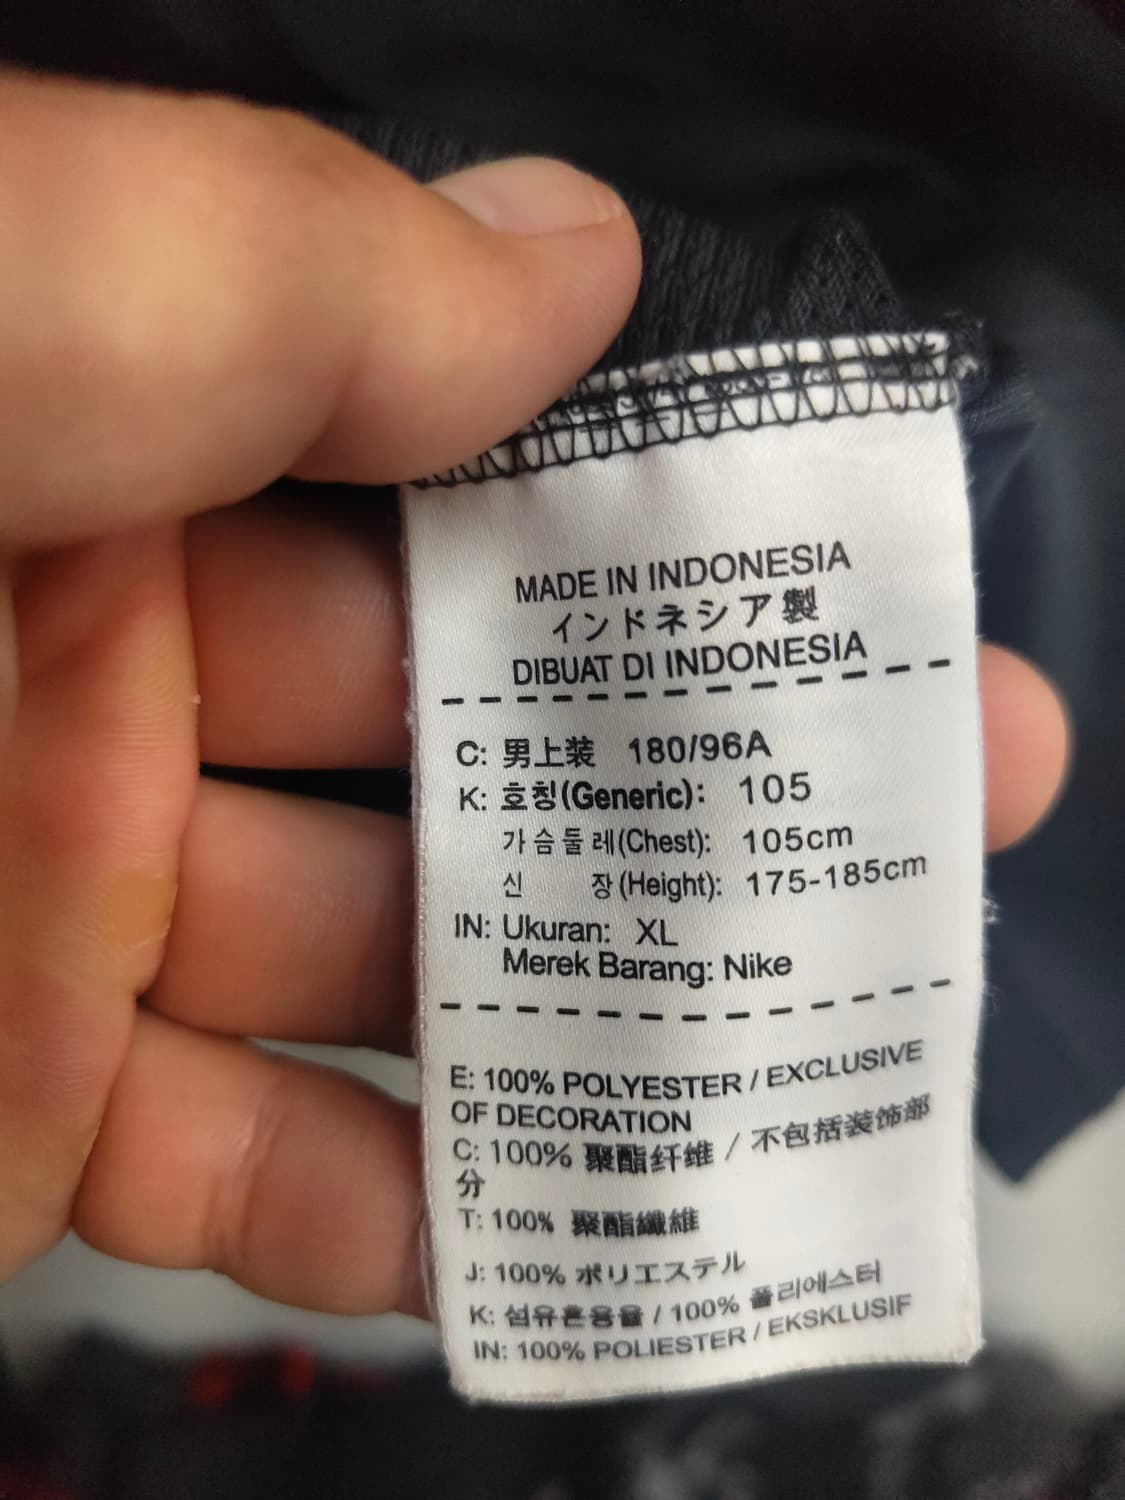 MADE IN INDONESIA
インドネシア製
DIBUAT DI INDONESIA
C: 男上装 180/96A
K: 호칭(Generic): 105
가슴둘레(Chest): 105cm
신 장(Height): 175-185cm
IN: Ukuran: XL
Merek Barang: Nike
E: 100% POLYESTER / EXCLUSIVE
OF DECORATION
C: 100% 聚酯纤维 / 不包括装饰部
分
T: 100% 聚酯纖維
J: 100% ポリエステル
K: 섬유혼용율 / 100% 폴리에스터
IN: 100% POLIESTER / EKSKLUSIF